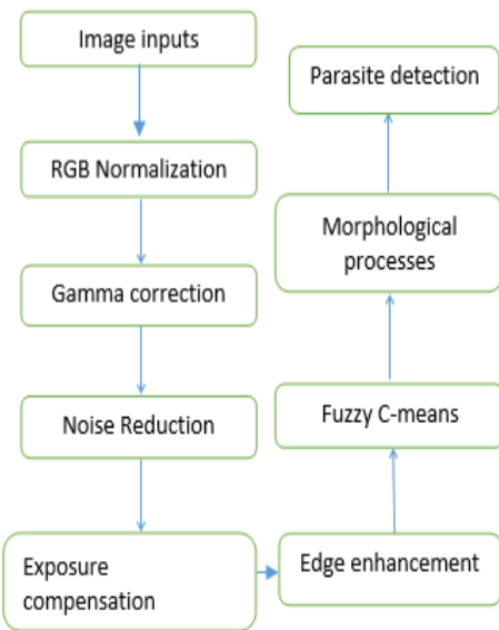 Image inputs
RGB Normalization
Gamma correction
Noise Reduction
Exposure
compensation
Edge enhancement
Fuzzy C-means
Morphological
processes
Parasite detection